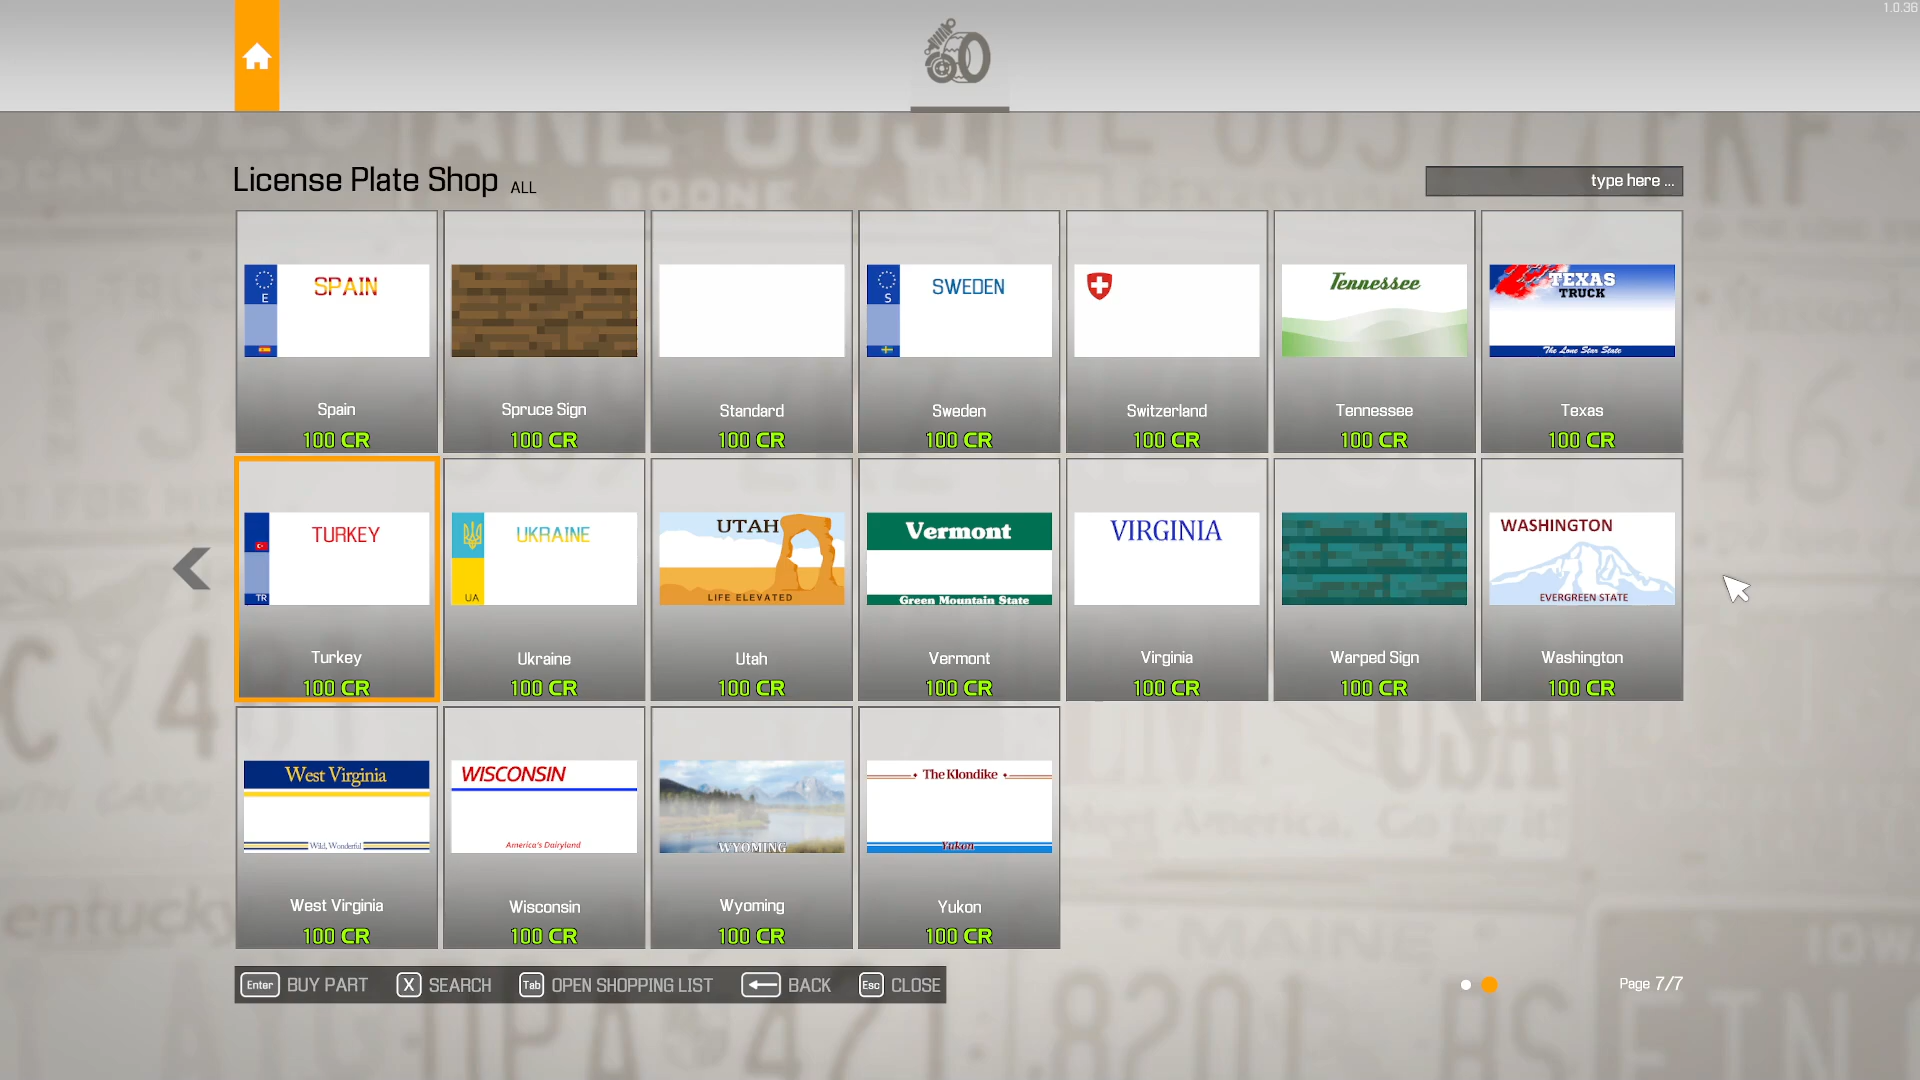 1.0.36
License Plate Shop ALL
type here ...
E
SPAIN
S
SWEDEN
Tennessee
TEXAS
TRUCK
The Lone Star State
Spain
Spruce Sign
Standard
Sweden
Switzerland
Tennessee
Texas
100 CR
100 CR
100 CR
100 CR
100 CR
100 CR
100 CR
TURKEY
TR
UKRAINE
UA
UTAH
LIFE ELEVATED
Vermont
Green Mountain State
VIRGINIA
WASHINGTON
EVERGREEN STATE
Turkey
Ukraine
Utah
Vermont
Virginia
Warped Sign
Washington
100 CR
100 CR
100 CR
100 CR
100 CR
100 CR
100 CR
West Virginia
Wild, Wonderful
WISCONSIN
America's Dairyland
WYOMING
The Klondike
Yukon
West Virginia
Wisconsin
Wyoming
Yukon
100 CR
100 CR
100 CR
100 CR
Enter BUY PART
X SEARCH
Tab OPEN SHOPPING LIST
BACK
Esc CLOSE
Page 7/7